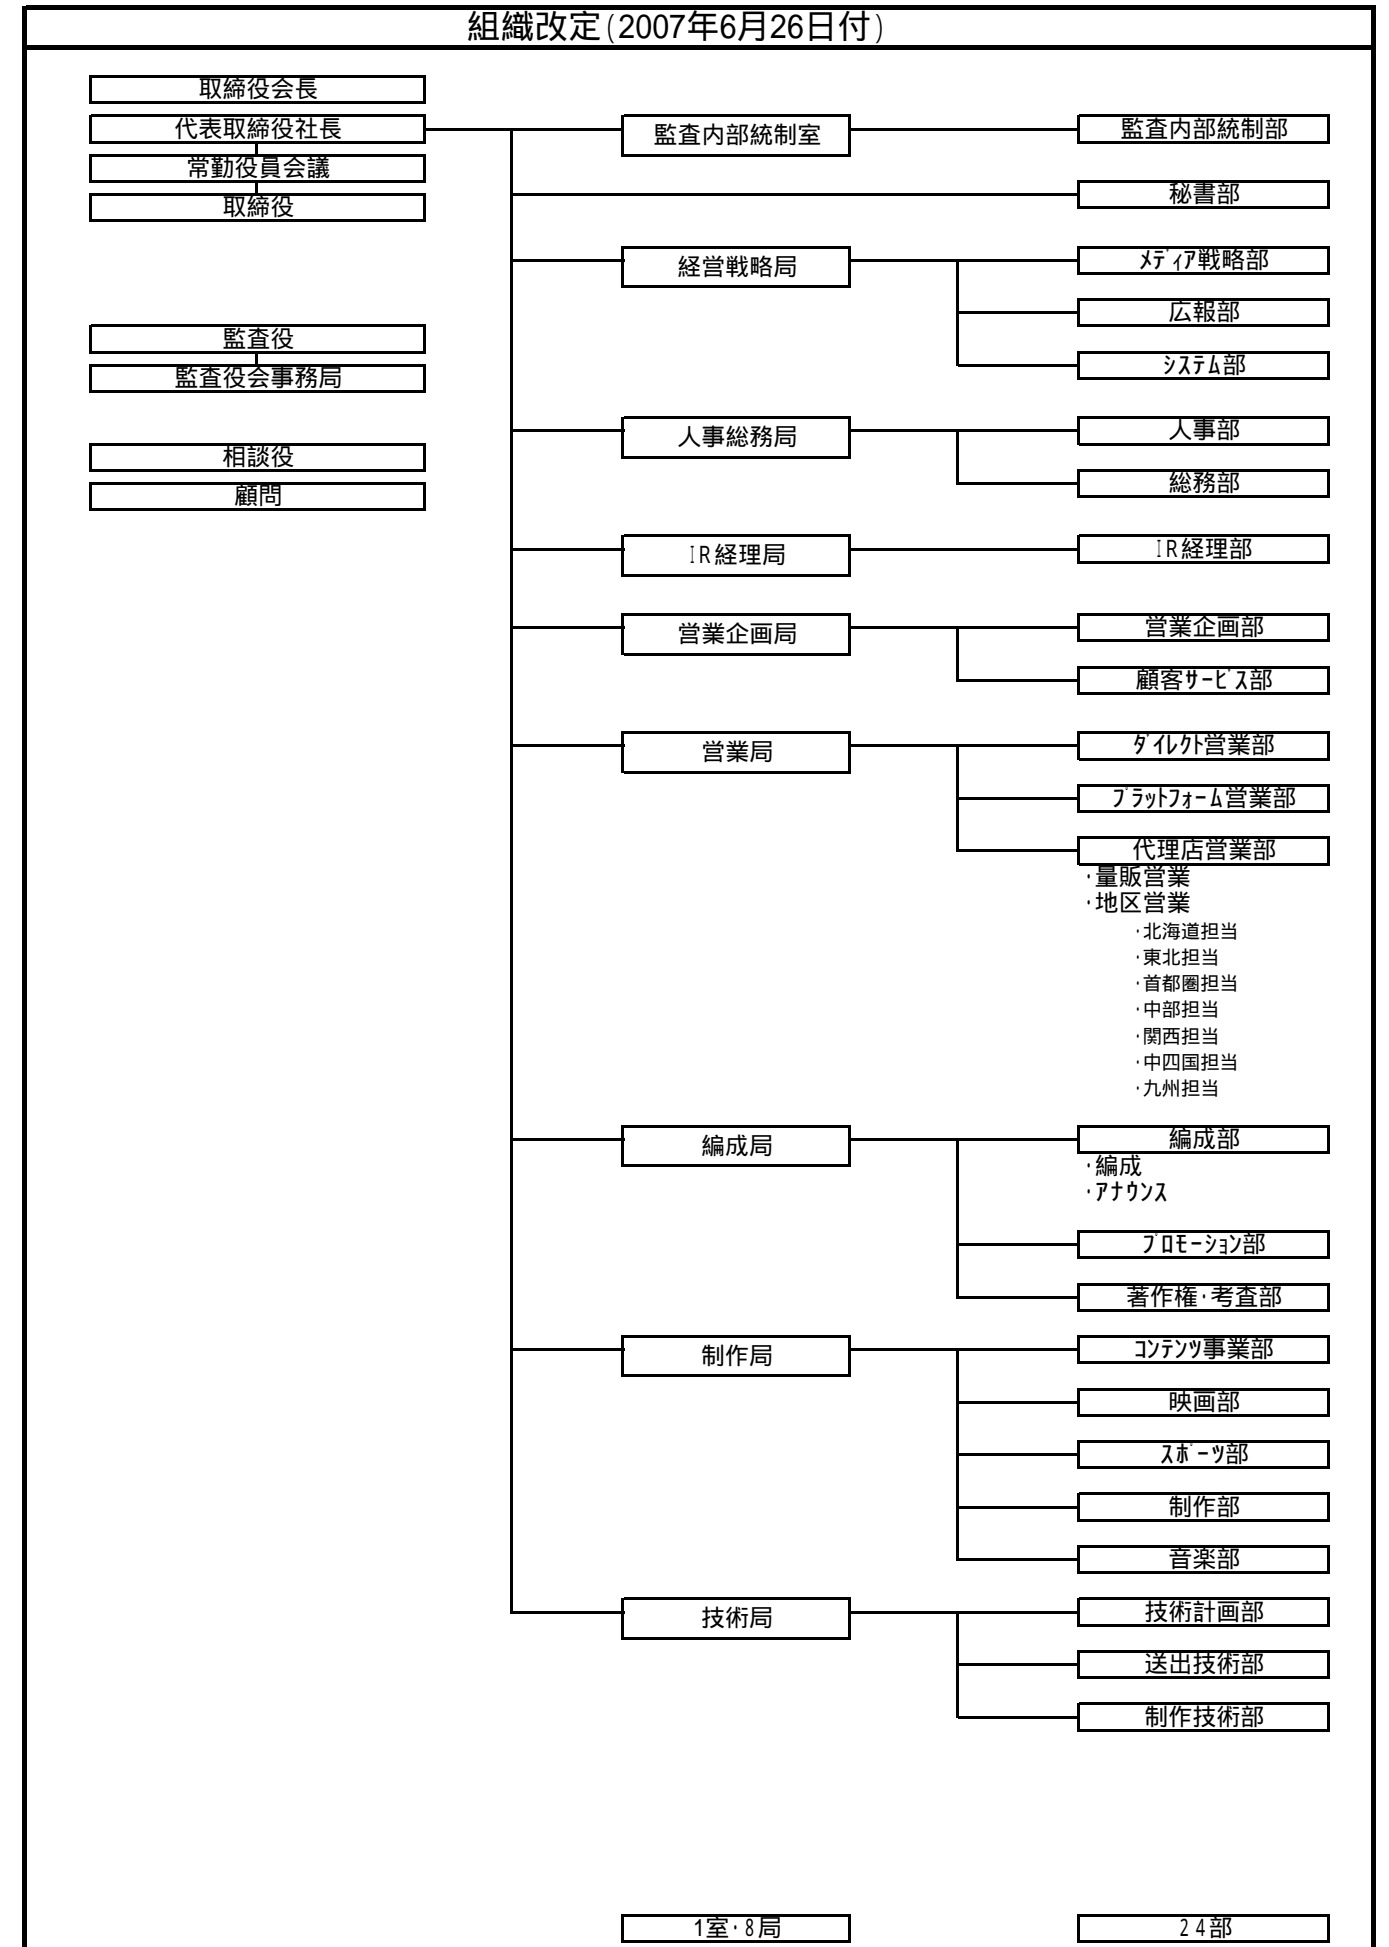 組織改定(2007年6月26日付)
取締役会長
代表取締役社長
常勤役員会議
取締役
監査役
監査役会事務局
相談役
顧問
監査内部統制室
監査内部統制部
秘書部
経営戦略局
ﾒﾃﾞｨｱ戦略部
広報部
ｼｽﾃﾑ部
人事総務局
人事部
総務部
IR経理局
IR経理部
営業企画局
営業企画部
顧客ｻｰﾋﾞｽ部
営業局
ﾀﾞｲﾚｸﾄ営業部
ﾌﾟﾗｯﾄﾌｫｰﾑ営業部
代理店営業部
･量販営業
･地区営業
･北海道担当
･東北担当
･首都圏担当
･中部担当
･関西担当
･中四国担当
･九州担当
編成局
編成部
･編成
･ｱﾅｳﾝｽ
ﾌﾟﾛﾓｰｼｮﾝ部
著作権･考査部
制作局
ｺﾝﾃﾝﾂ事業部
映画部
ｽﾎﾟｰﾂ部
制作部
音楽部
技術局
技術計画部
送出技術部
制作技術部
1室･8局
24部